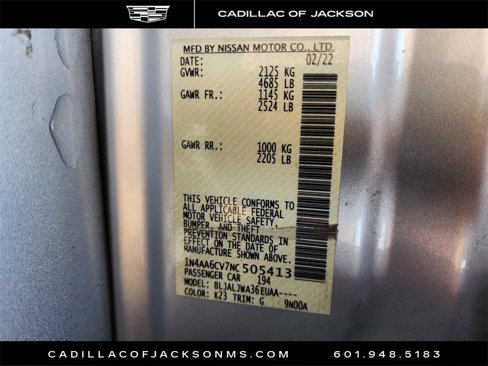 CADILLAC OF JACKSON
MFD BY NISSAN MOTOR CO., LTD.
DATE: 02/22
GVWR: 2125 KG
4685 LB
GAWR FR.: 1145 KG
2524 LB
GAWR RR.: 1000 KG
2205 LB
THIS VEHICLE CONFORMS TO
ALL APPLICABLE FEDERAL
MOTOR VEHICLE SAFETY,
BUMPER, AND THEFT
PREVENTION STANDARDS IN
EFFECT ON THE DATE OF
MANUFACTURE SHOWN ABOVE.
1N4AA6CV7NC505413
PASSENGER CAR 194
MODEL: BLJALJWA36EUAA----
COLOR: K23 TRIM: G 9N00A
CADILLACOFJACKSONMS.COM 601.948.5183